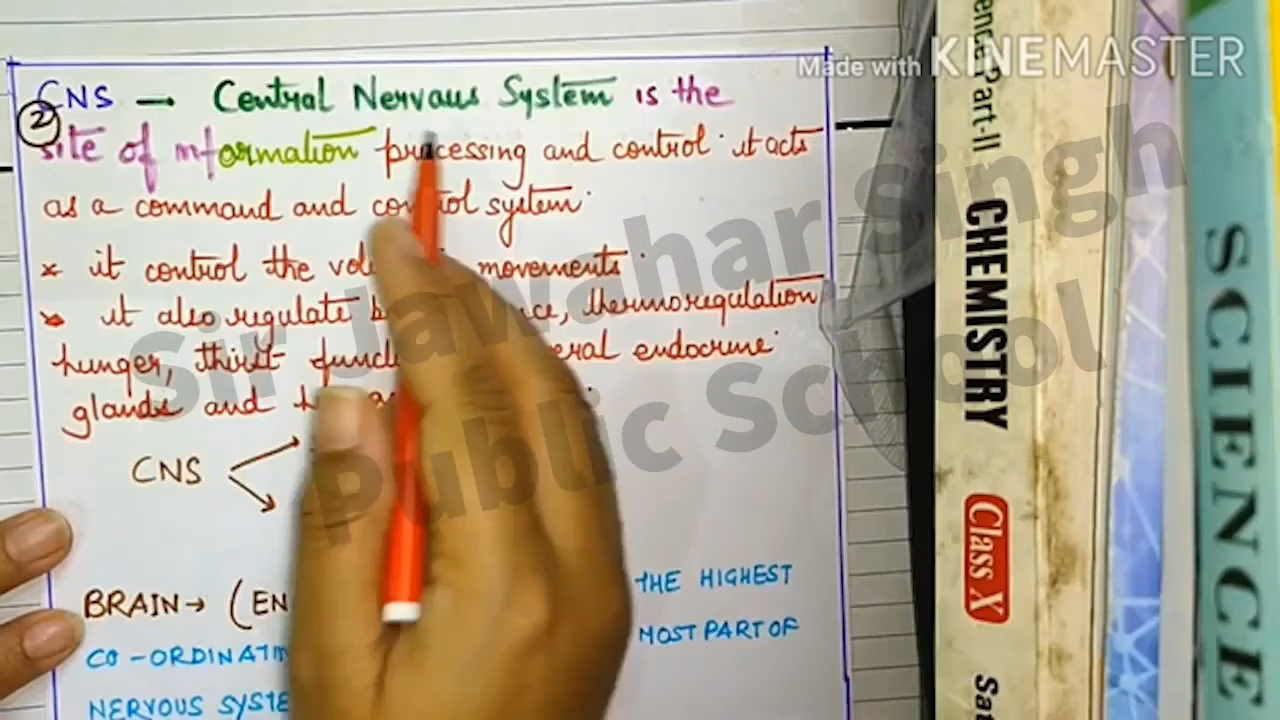 Made with KINEMASTER
② CNS → Central Nervous System is the
site of information processing and control. it acts
as a command and control system.
× it control the movements.
it also regulate thermoregulation
hunger, thirst endocrine
glands and
CNS
BRAIN → (EN THE HIGHEST
CO-ORDINATIN MOST PART OF
NERVOUS SYSTE
Sir Jawahar Singh
Public School
ence Part-II CHEMISTRY Class X
SCIENCE